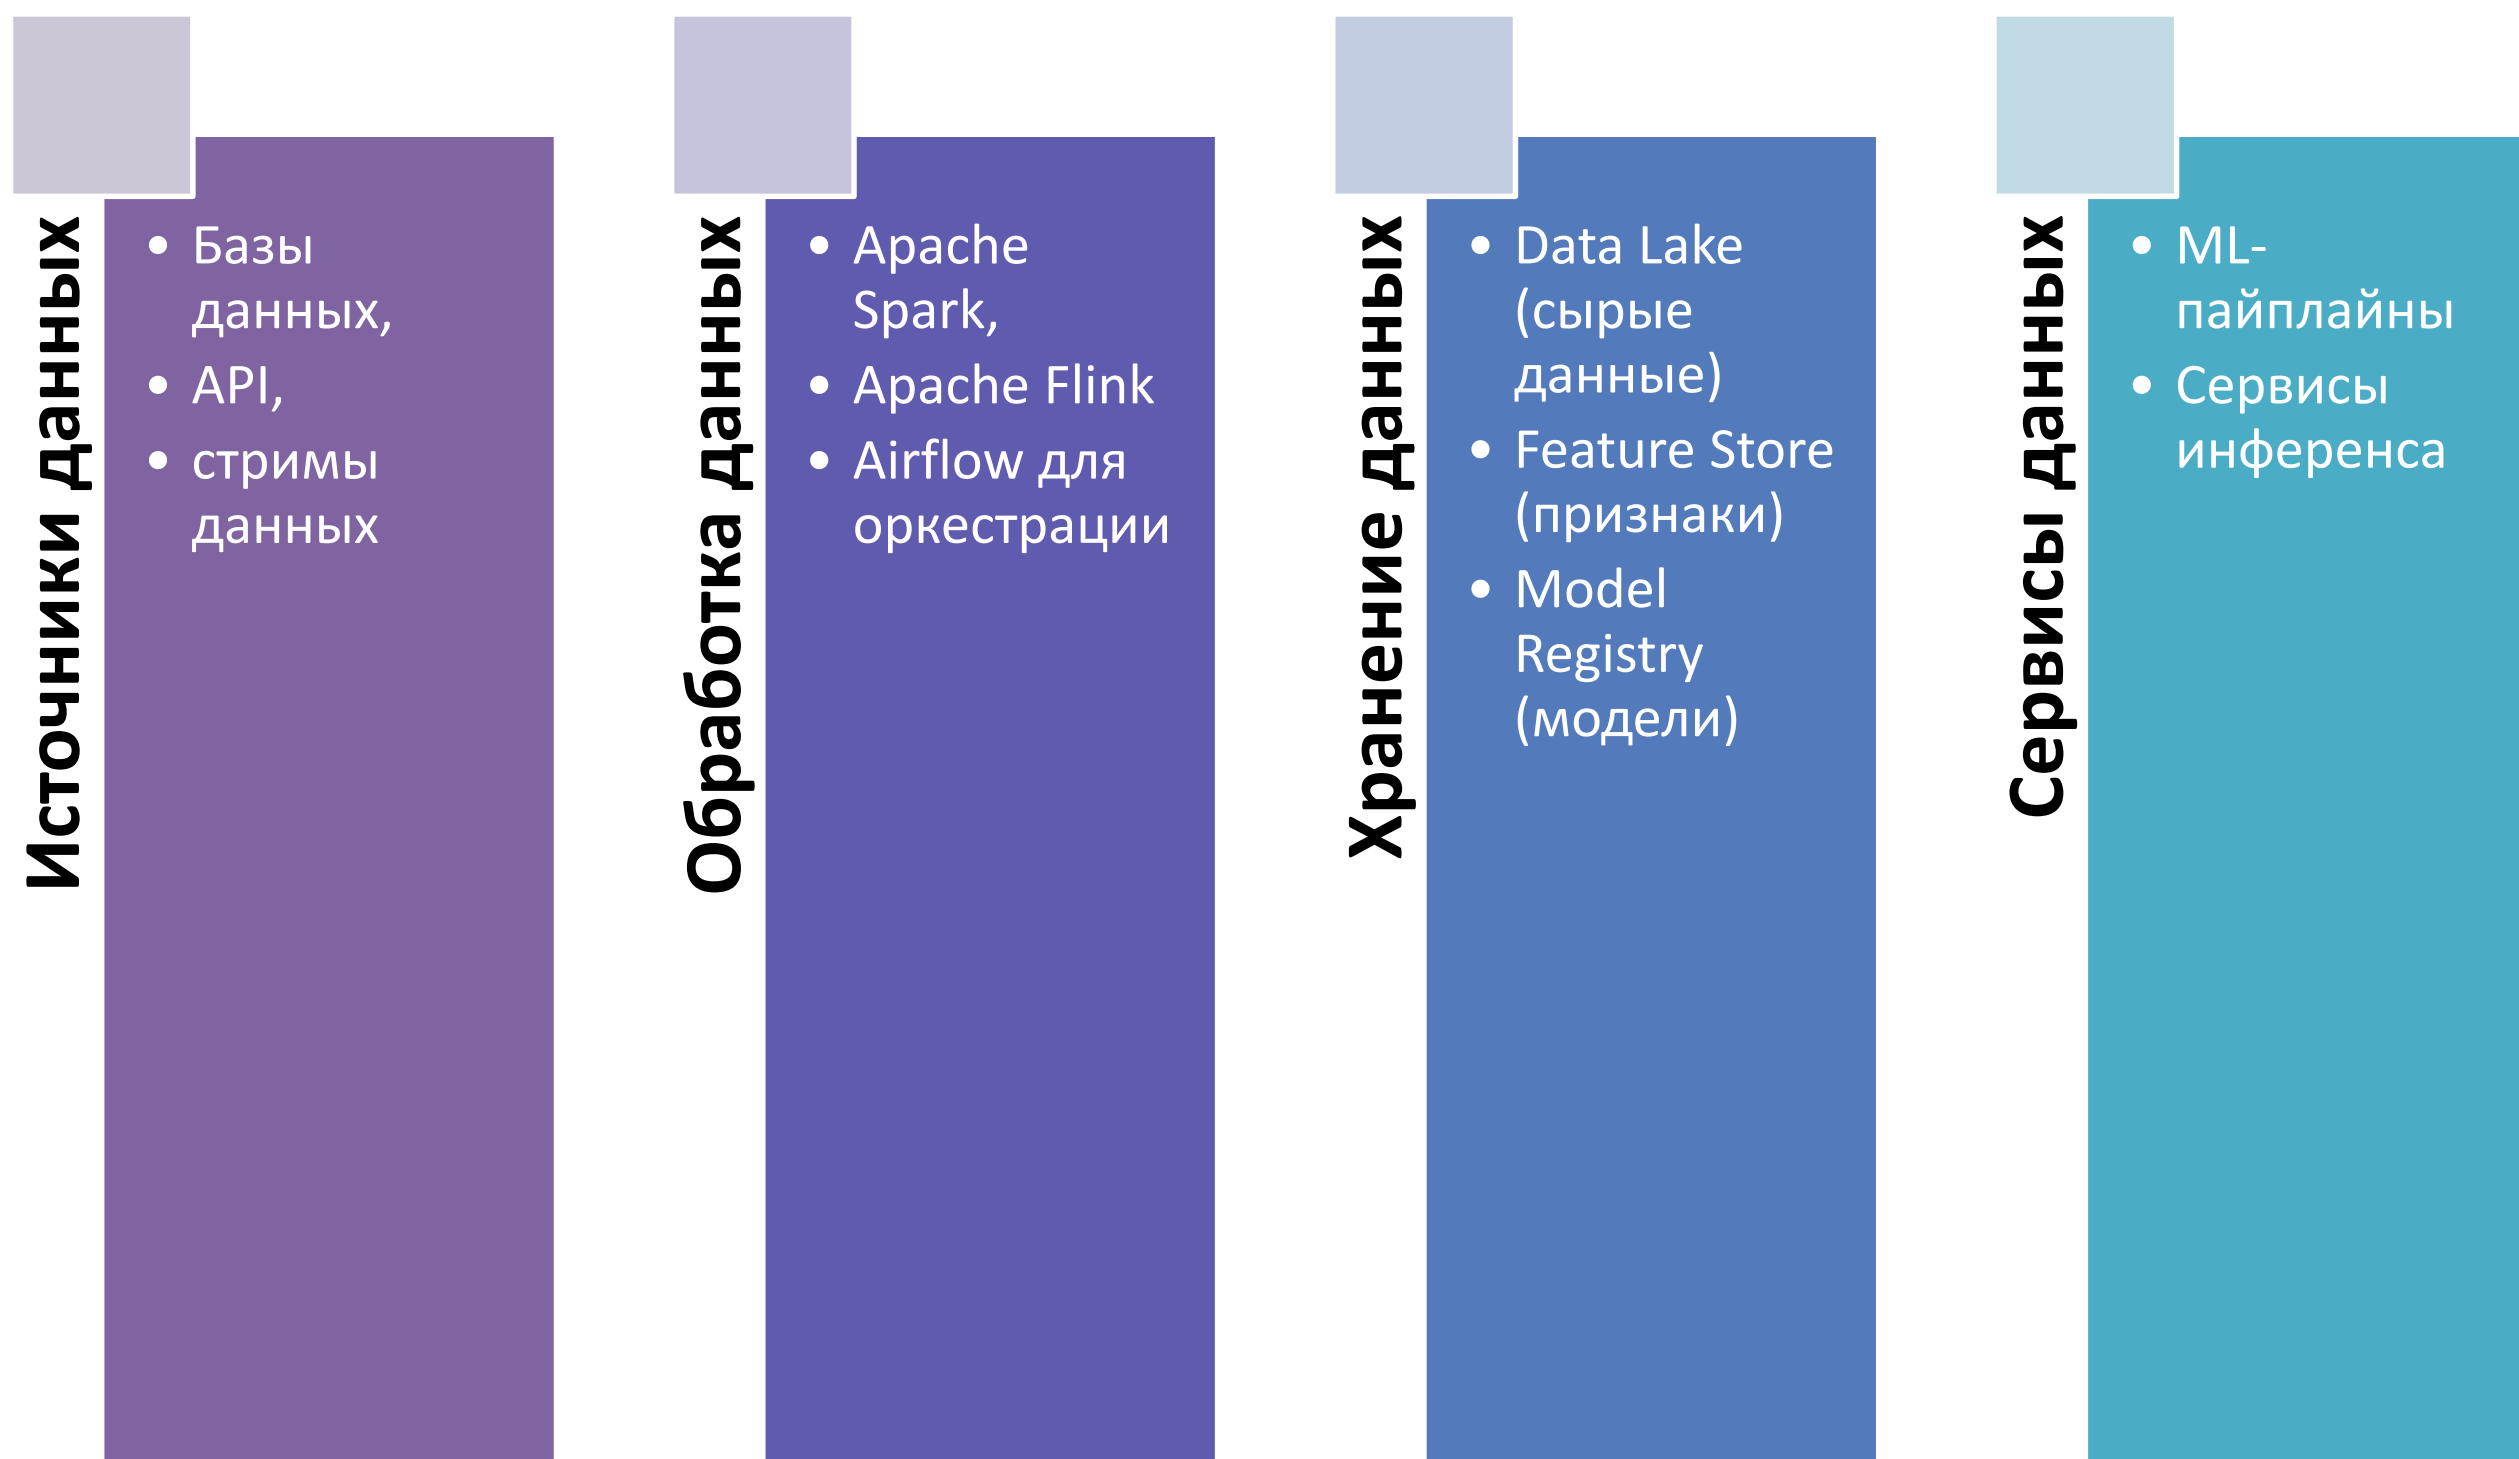 Источники данных
• Базы
данных,
• API,
• стримы
данных
Обработка данных
• Apache
Spark,
• Apache Flink
• Airflow для
оркестрации
Хранение данных
• Data Lake
(сырые
данные)
• Feature Store
(признаки)
• Model
Registry
(модели)
Сервисы данных
• ML-
пайплайны
• Сервисы
инференса